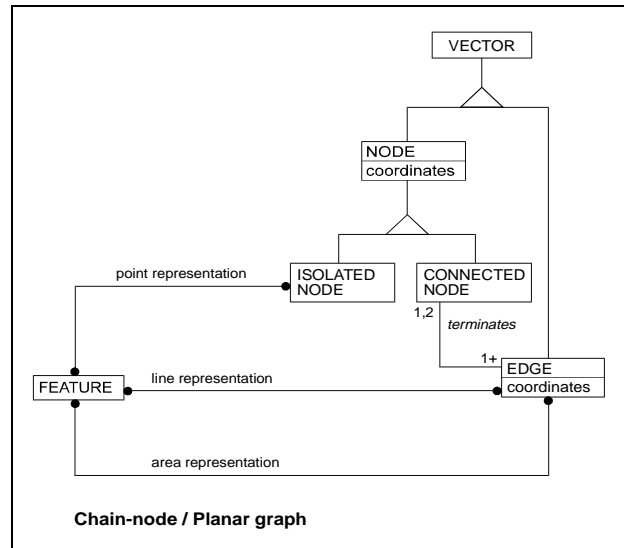 VECTOR
NODE
coordinates
point representation
ISOLATED
NODE
CONNECTED
NODE
1,2
terminates
1+
EDGE
coordinates
FEATURE
line representation
area representation
Chain-node / Planar graph